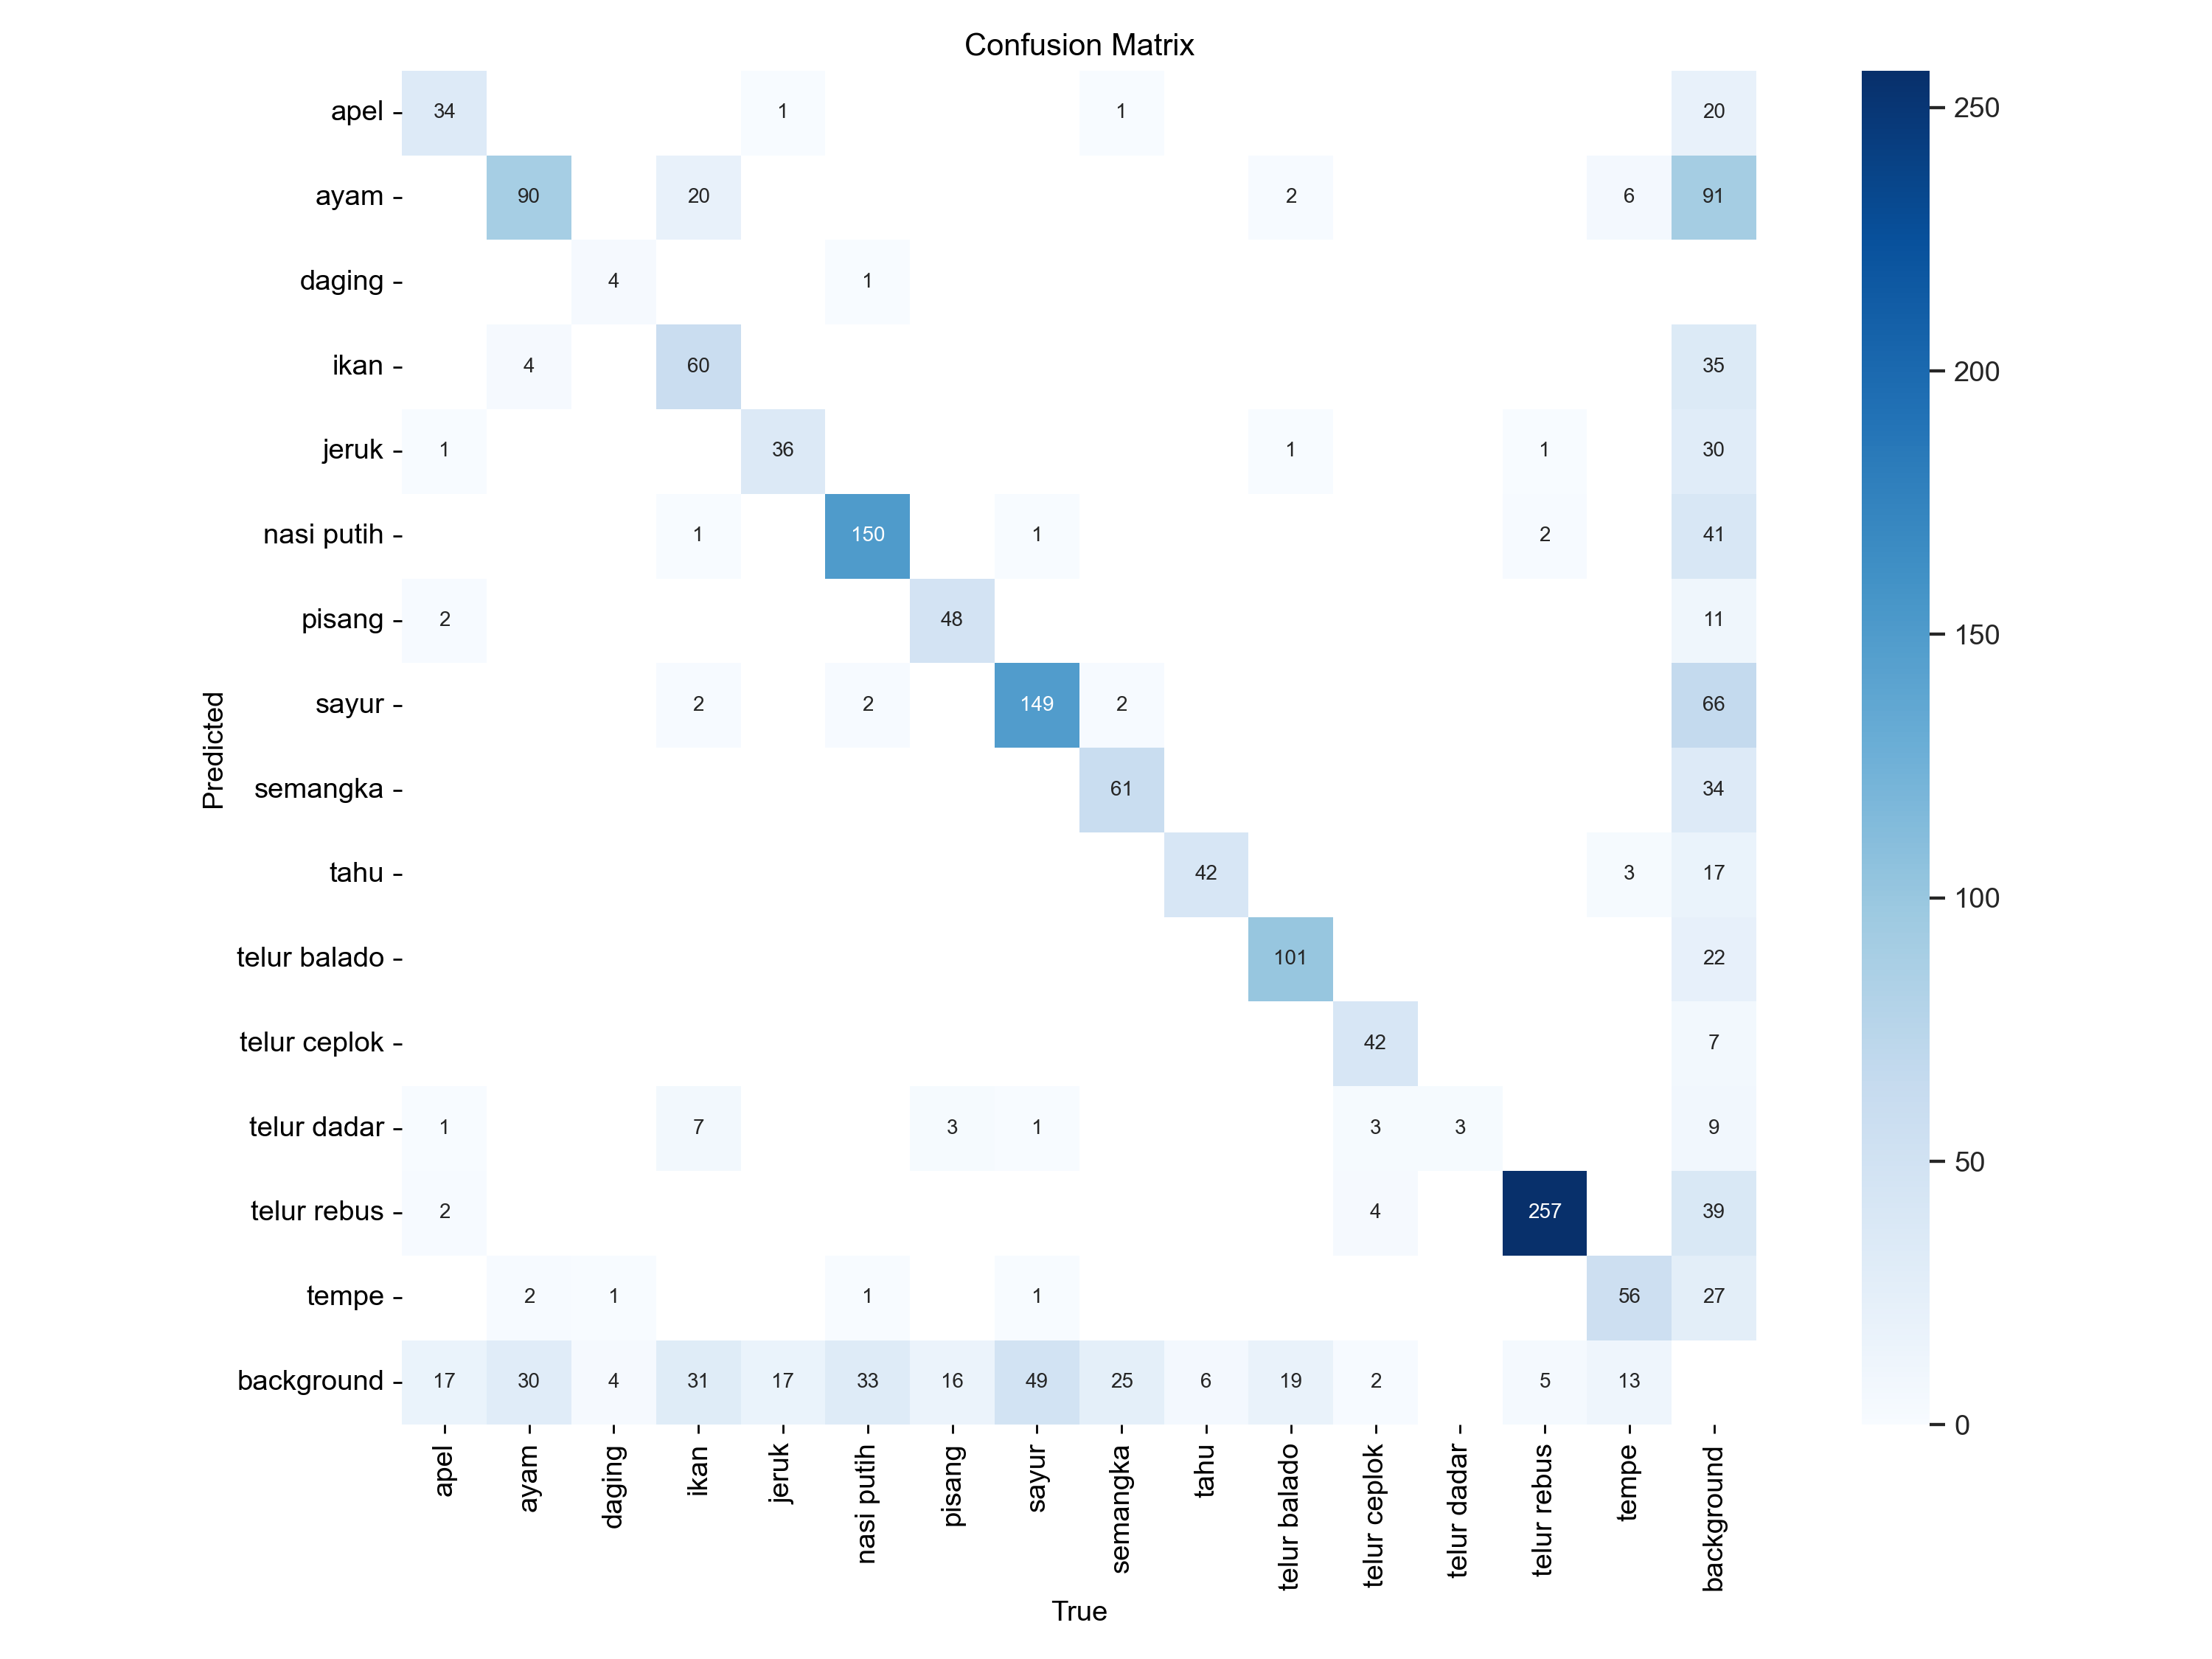 Confusion Matrix
apel 34 1 1 20
ayam 90 20 2 6 91
daging 4 1
ikan 4 60 35
jeruk 1 36 1 1 30
nasi putih 1 150 1 2 41
pisang 2 48 11
sayur 2 2 149 2 66
semangka 61 34
tahu 42 3 17
telur balado 101 22
telur ceplok 42 7
telur dadar 1 7 3 1 3 3 9
telur rebus 2 4 257 39
tempe 2 1 1 1 56 27
background 17 30 4 31 17 33 16 49 25 6 19 2 5 13
Predicted
apel ayam daging ikan jeruk nasi putih pisang sayur semangka tahu telur balado telur ceplok telur dadar telur rebus tempe background
True
250
200
150
100
50
0